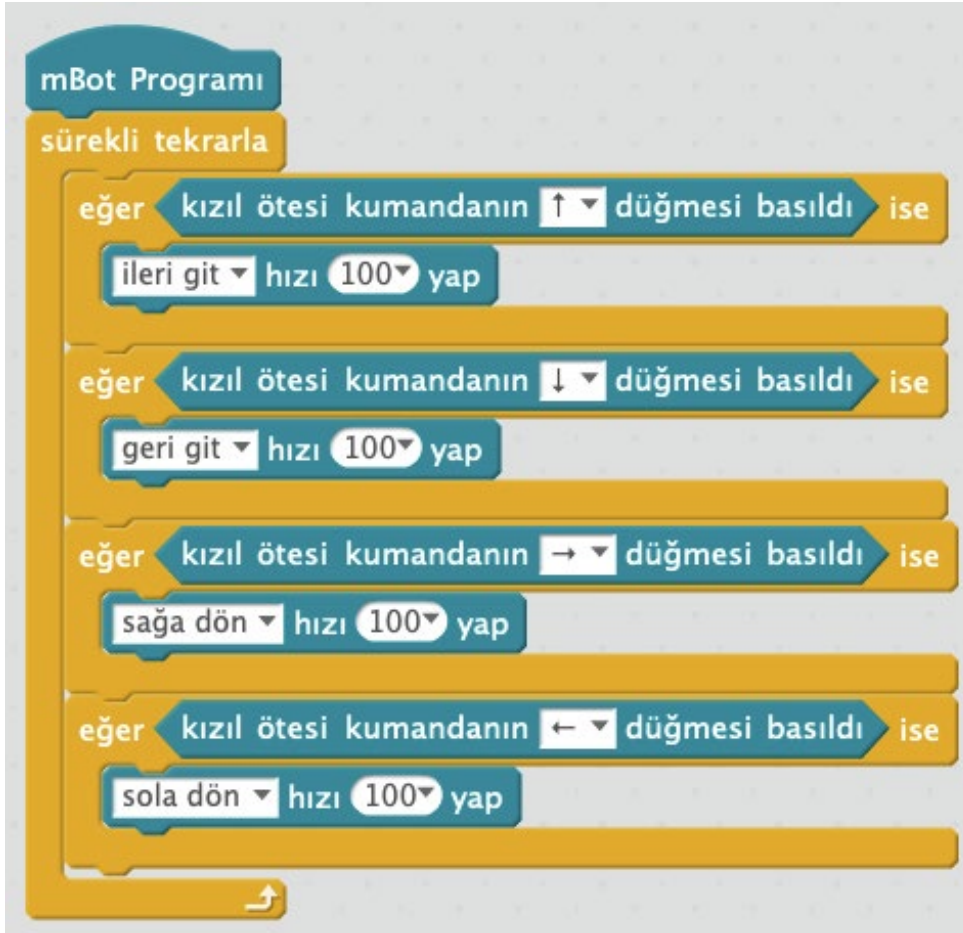 mBot Programı
sürekli tekrarla
eğer kızıl ötesi kumandanın ↑ düğmesi basıldı ise
ileri git hızı 100 yap
eğer kızıl ötesi kumandanın ↓ düğmesi basıldı ise
geri git hızı 100 yap
eğer kızıl ötesi kumandanın → düğmesi basıldı ise
sağa dön hızı 100 yap
eğer kızıl ötesi kumandanın ← düğmesi basıldı ise
sola dön hızı 100 yap